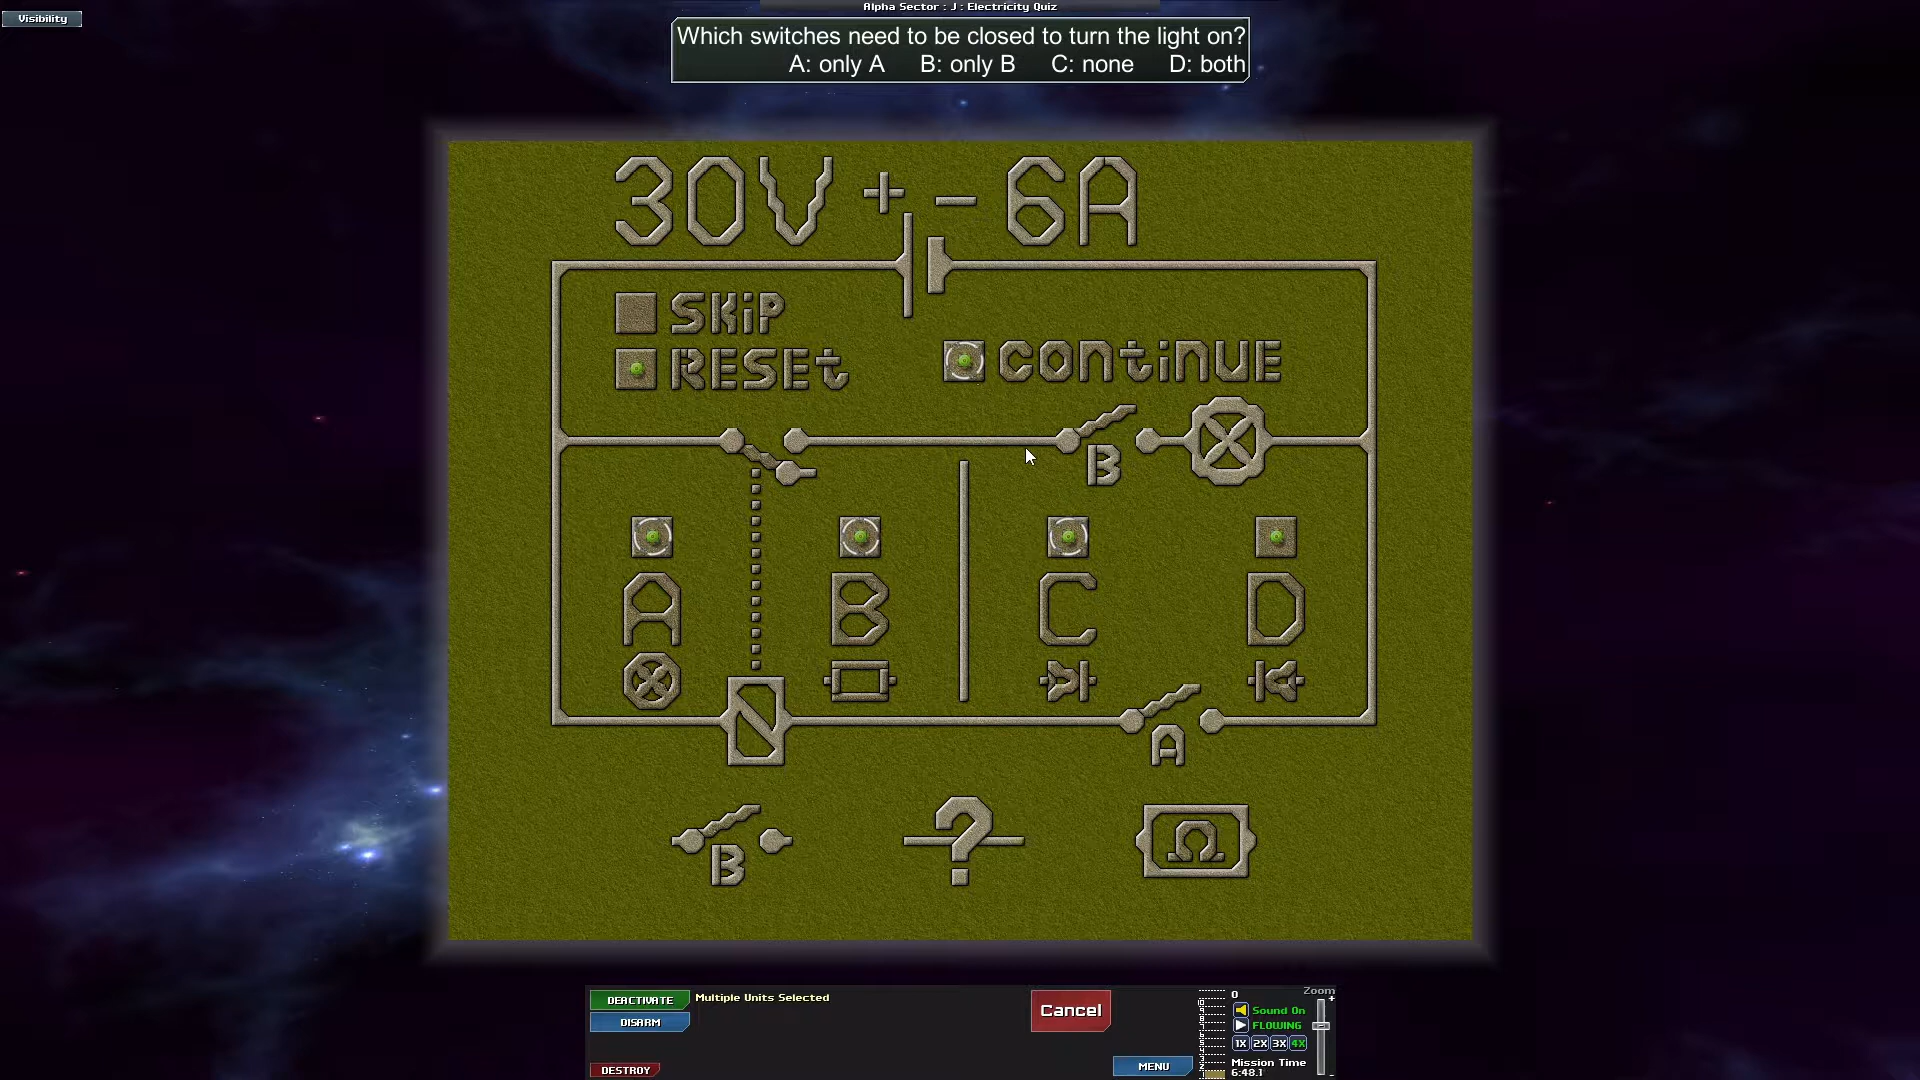 Alpha Sector : J : Electricity Quiz
Visibility
Which switches need to be closed to turn the light on?
A: only A B: only B C: none D: both
30V + - 6A
SKiP
RESEt
CONtiNUE
B
A B C D
A
B ? Ω
DEACTIVATE Multiple Units Selected
DISARM
DESTROY
Cancel
MENU
0 Zoom
Sound On
FLOWING
1X 2X 3X 4X
Mission Time
6:48.1